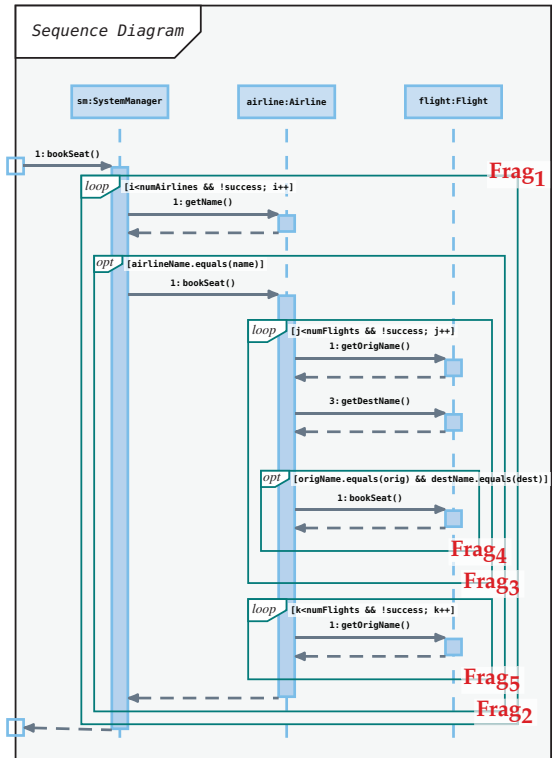 Sequence Diagram
sm:SystemManager
airline:Airline
flight:Flight
1:bookSeat()
Frag1
loop [i<numAirlines && !success; i++]
1:getName()
opt [airlineName.equals(name)]
1:bookSeat()
loop [j<numFlights && !success; j++]
1:getOrigName()
3:getDestName()
opt [origName.equals(orig) && destName.equals(dest)]
1:bookSeat()
Frag4
Frag3
loop [k<numFlights && !success; k++]
1:getOrigName()
Frag5
Frag2